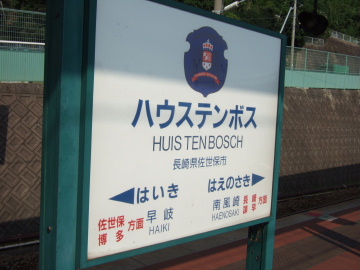 ハウステンボス
HUIS TEN BOSCH
長崎県佐世保市
はいき
はえのさき
佐世保 博多 方面
早岐
HAIKI
南風崎
HAENOSAKI
長崎 諫早 方面